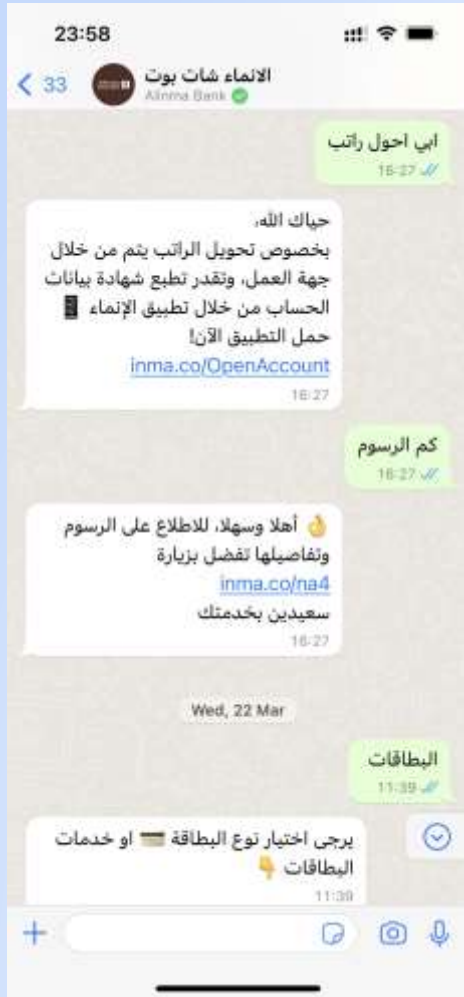 23:58
33
الانماء شات بوت
Alinma Bank
ابي احول راتب
16:27
حياك الله،
بخصوص تحويل الراتب يتم من خلال
جهة العمل، وتقدر تطبع شهادة بيانات
الحساب من خلال تطبيق الإنماء 📱
حمل التطبيق الآن!
inma.co/OpenAccount
16:27
كم الرسوم
16:27
👌 أهلا وسهلا، للاطلاع على الرسوم
وتفاصيلها تفضل بزيارة
inma.co/na4
سعيدين بخدمتك
16:27
Wed, 22 Mar
البطاقات
11:39
يرجى اختيار نوع البطاقة 💳 او خدمات
البطاقات 👇
11:39